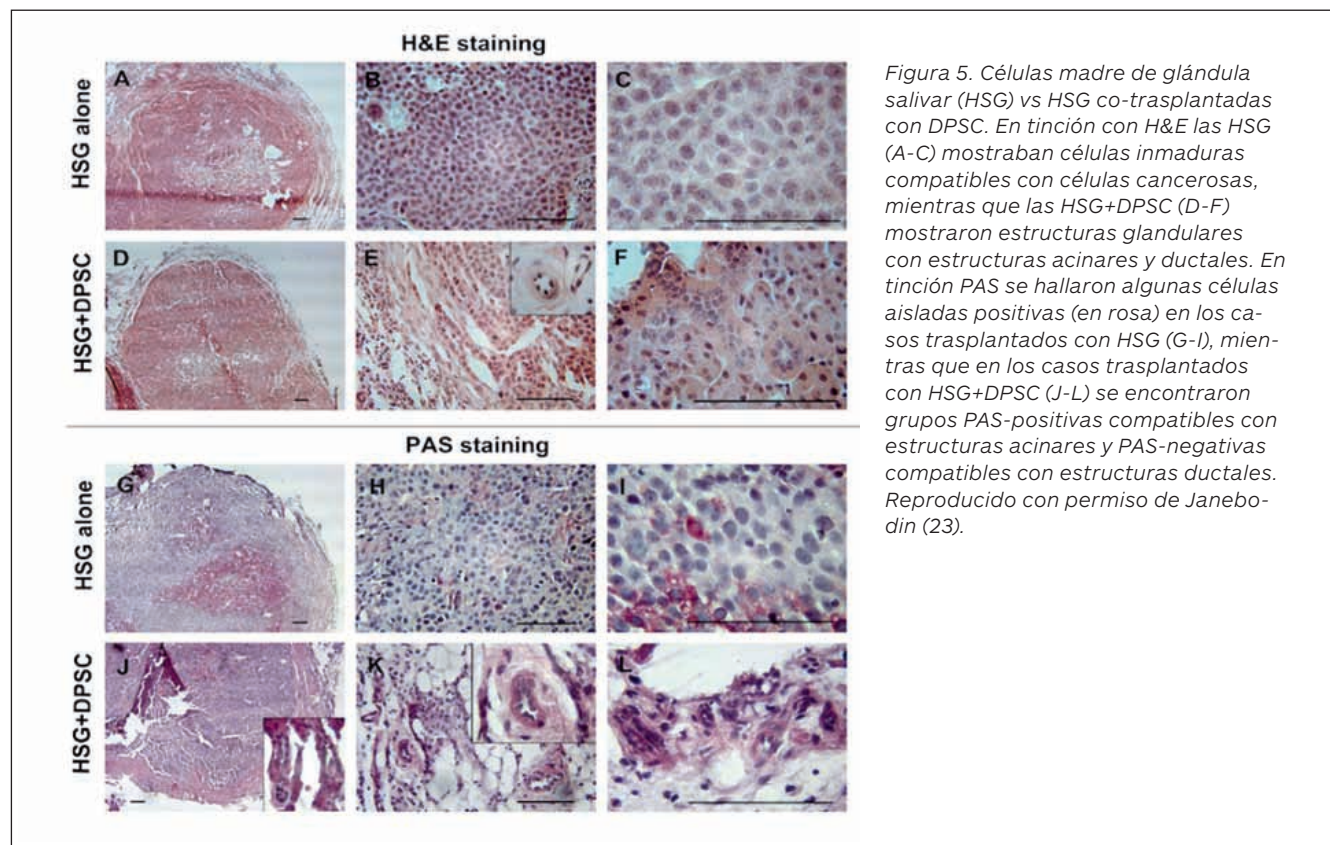 H&E staining
HSG alone
A
B
C
HSG+DPSC
D
E
F
PAS staining
HSG alone
G
H
I
HSG+DPSC
J
K
L
Figura 5. Células madre de glándula
salivar (HSG) vs HSG co-trasplantadas
con DPSC. En tinción con H&E las HSG
(A-C) mostraban células inmaduras
compatibles con células cancerosas,
mientras que las HSG+DPSC (D-F)
mostraron estructuras glandulares
con estructuras acinares y ductales. En
tinción PAS se hallaron algunas células
aisladas positivas (en rosa) en los ca-
sos trasplantados con HSG (G-I), mien-
tras que en los casos trasplantados
con HSG+DPSC (J-L) se encontraron
grupos PAS-positivas compatibles con
estructuras acinares y PAS-negativas
compatibles con estructuras ductales.
Reproducido con permiso de Janebo-
din (23).